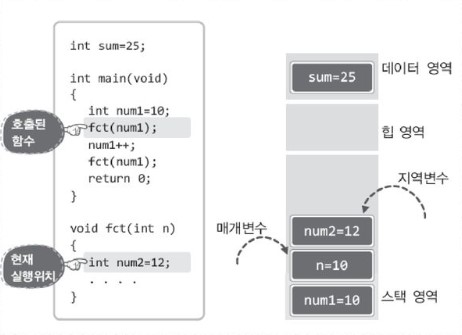 int sum=25;
int main(void)
{
int num1=10;
fct(num1);
num1++;
fct(num1);
return 0;
}
void fct(int n)
{
int num2=12;
. . . .
}
호출된
함수
현재
실행위치
sum=25
데이터 영역
힙 영역
지역변수
매개변수
num2=12
n=10
num1=10
스택 영역